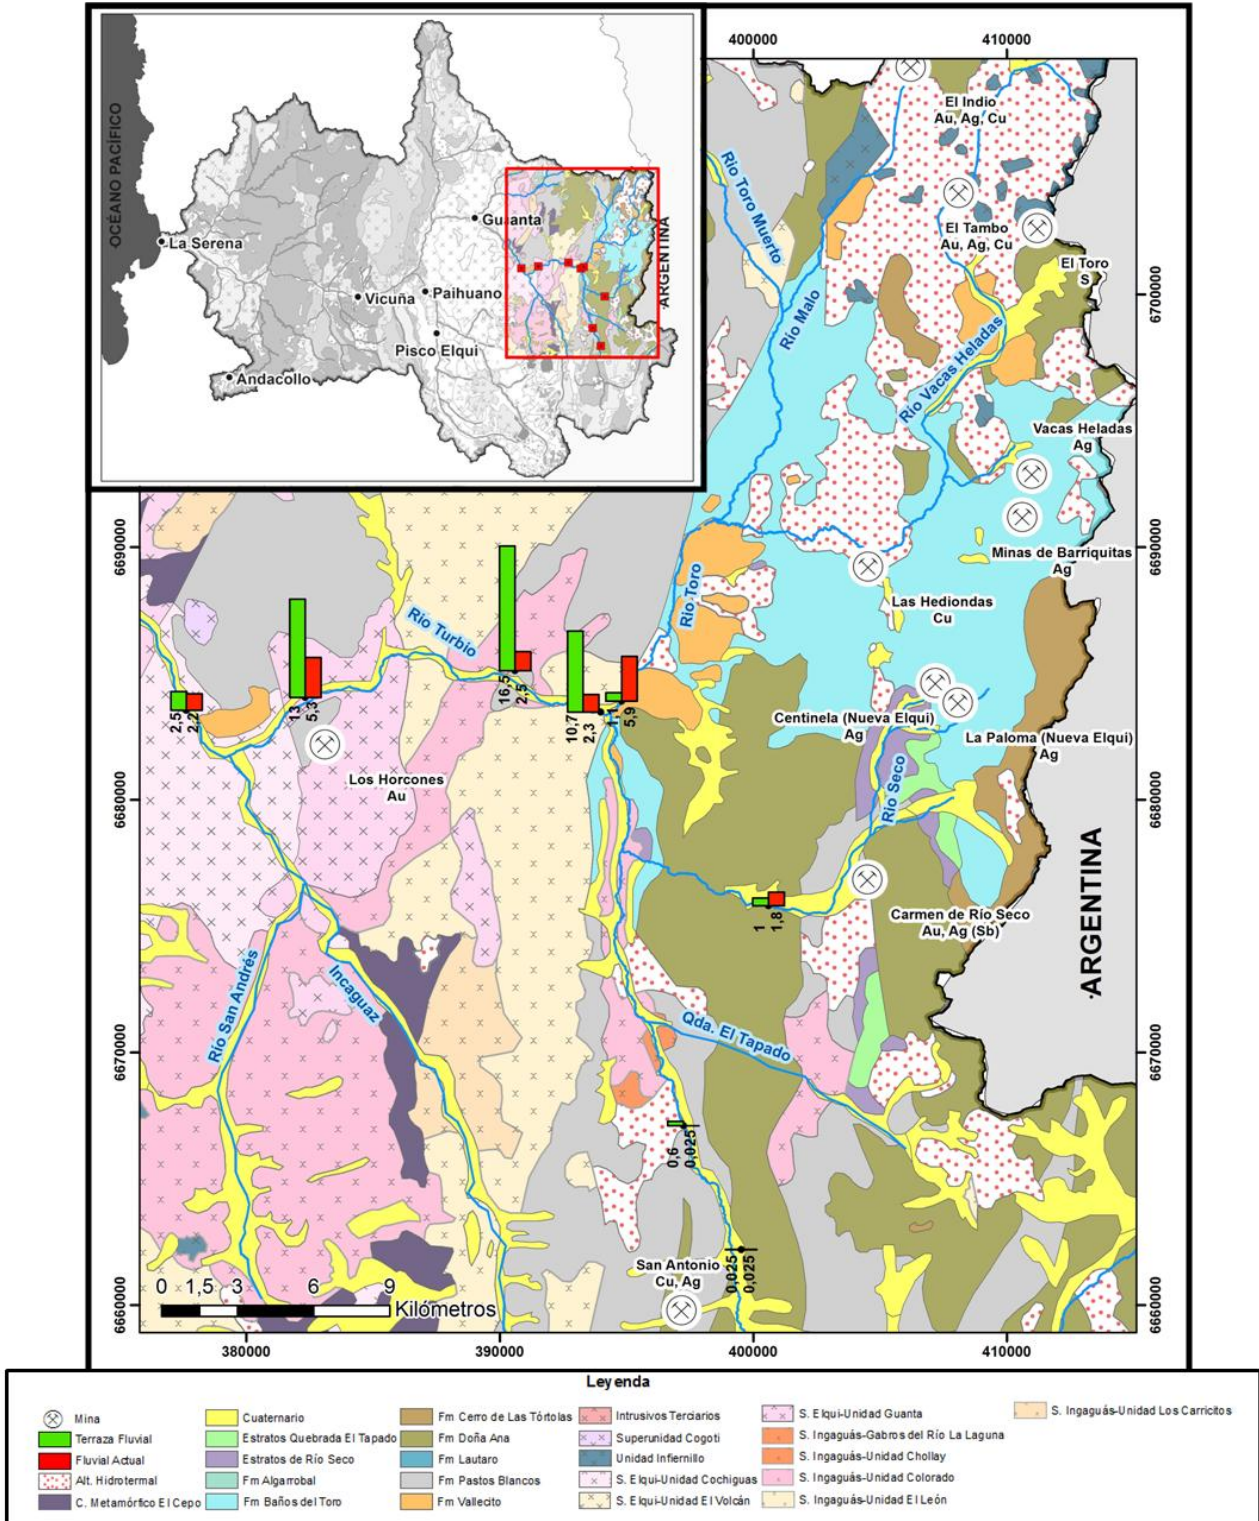 OCÉANO PACÍFICO
La Serena
Guanta
Vicuña
Paihuano
Pisco Elqui
Andacollo
ARGENTINA
400000
410000
El Indio
Au, Ag, Cu
Río Toro Muerto
El Tambo
Au, Ag, Cu
El Toro
S
6700000
Río Malo
Río Vacas Heladas
Vacas Heladas
Ag
6690000
6690000
Minas de Barriquitas
Ag
Río Toro
Las Hediondas
Cu
Río Turbio
2,5
2,2
13
5,3
16,5
2,5
10,7
2,3
1,1
5,9
Centinela (Nueva Elqui)
Ag
La Paloma (Nueva Elqui)
Ag
Los Horcones
Au
6680000
6680000
Río Seco
1
1,8
Carmen de Río Seco
Au, Ag (Sb)
ARGENTINA
Río San Andrés
Incaguaz
Qda. El Tapado
6670000
6670000
0,6
0,025
San Antonio
Cu, Ag
0,025
0,025
0 1,5 3 6 9
Kilómetros
6660000
6660000
380000
390000
400000
410000
Leyenda
Mina
Terraza Fluvial
Fluvial Actual
Alt. Hidrotermal
C. Metamórfico El Cepo
Cuaternario
Estratos Quebrada El Tapado
Estratos de Río Seco
Fm Algarrobal
Fm Baños del Toro
Fm Cerro de Las Tórtolas
Fm Doña Ana
Fm Lautaro
Fm Pastos Blancos
Fm Vallecito
Intrusivos Terciarios
Superunidad Cogoti
Unidad Infiernillo
S. Elqui-Unidad Cochiguas
S. Elqui-Unidad El Volcán
S. Elqui-Unidad Guanta
S. Ingaguás-Gabros del Río La Laguna
S. Ingaguás-Unidad Chollay
S. Ingaguás-Unidad Colorado
S. Ingaguás-Unidad El León
S. Ingaguás-Unidad Los Carricitos